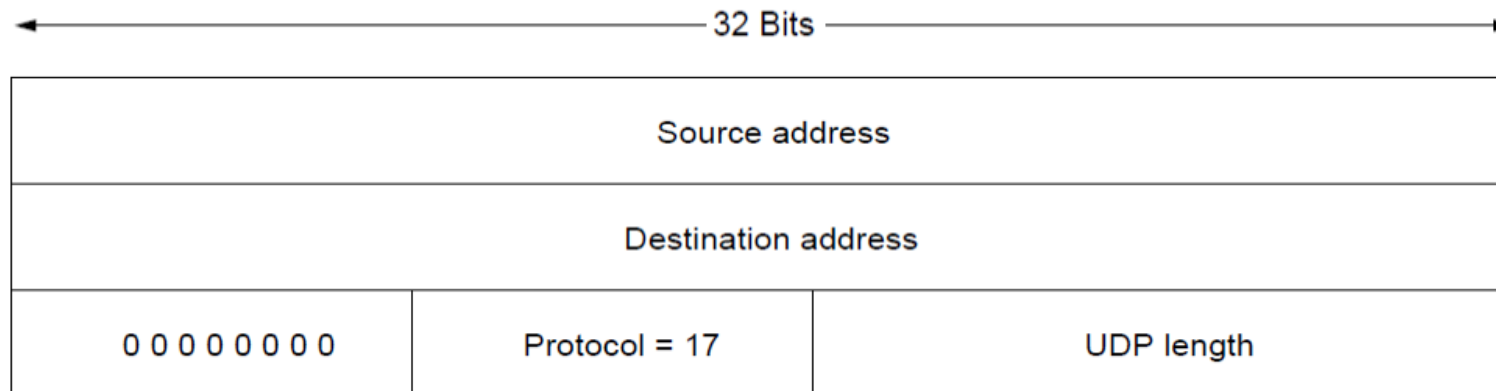 32 Bits
Source address
Destination address
0 0 0 0 0 0 0 0 Protocol = 17 UDP length